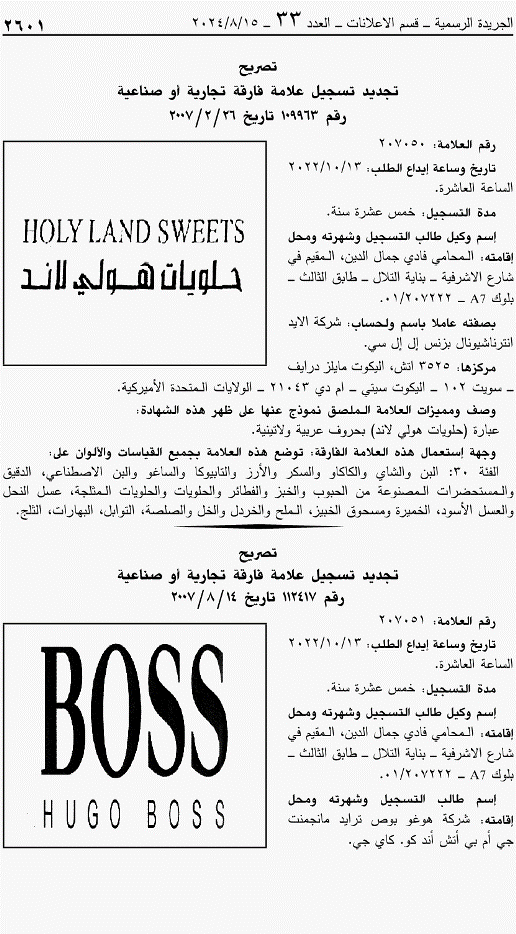 الجريدة الرسمية ـ قسم الاعلانات ـ العدد ٣٣ ـ ٢٠٢٤/٨/١٥
٢٦٠١
تصريح
تجديد تسجيل علامة فارقة تجارية أو صناعية
رقم ١٠٩٩٦٣ تاريخ ٢٠٠٧/٢/٢٦
رقم العلامة: ٢٠٧٠٥٠
تاريخ وساعة إيداع الطلب: ٢٠٢٢/١٠/١٣
الساعة العاشرة.
مدة التسجيل: خمس عشرة سنة.
إسم وكيل طالب التسجيل وشهرته ومحل
إقامته: المحامي فادي جمال الدين، المقيم في
شارع الاشرفية ـ بناية التلال ـ طابق الثالث ـ
بلوك A7 ـ ٠١/٢٠٧٢٢٢.
بصفته عاملا باسم ولحساب: شركة الايد
انترناشيونال بزنس إل إل سي.
مركزها: ٣٥٢٥ اتش، اليكوت مايلز درايف
ـ سويت ١٠٢ ـ اليكوت سيتي ـ ام دي ٢١٠٤٣ ـ الولايات المتحدة الأميركية.
HOLY LAND SWEETS
حلويات هولي لاند
وصف ومميزات العلامة الملصق نموذج عنها على ظهر هذه الشهادة:
عبارة (حلويات هولي لاند) بحروف عربية ولاتينية.
وجهة إستعمال هذه العلامة الفارقة: توضع هذه العلامة بجميع القياسات والألوان على:
الفئة ٣٠: البن والشاي والكاكاو والسكر والأرز والتابيوكا والساغو والبن الاصطناعي، الدقيق
والمستحضرات المصنوعة من الحبوب والخبز والفطائر والحلويات والحلويات المثلجة، عسل النحل
والعسل الأسود، الخميرة ومسحوق الخبيز، الملح والخردل والخل والصلصة، التوابل، البهارات، الثلج.
تصريح
تجديد تسجيل علامة فارقة تجارية أو صناعية
رقم ١١٢٤١٧ تاريخ ٢٠٠٧/٨/١٤
رقم العلامة: ٢٠٧٠٥١
تاريخ وساعة إيداع الطلب: ٢٠٢٢/١٠/١٣
الساعة العاشرة.
مدة التسجيل: خمس عشرة سنة.
إسم وكيل طالب التسجيل وشهرته ومحل
إقامته: المحامي فادي جمال الدين، المقيم في
شارع الاشرفية ـ بناية التلال ـ طابق الثالث ـ
بلوك A7 ـ ٠١/٢٠٧٢٢٢.
إسم طالب التسجيل وشهرته ومحل
إقامته: شركة هوغو بوص ترايد مانجمنت
جي أم بي أتش أند كو. كاي جي.
BOSS
HUGO BOSS